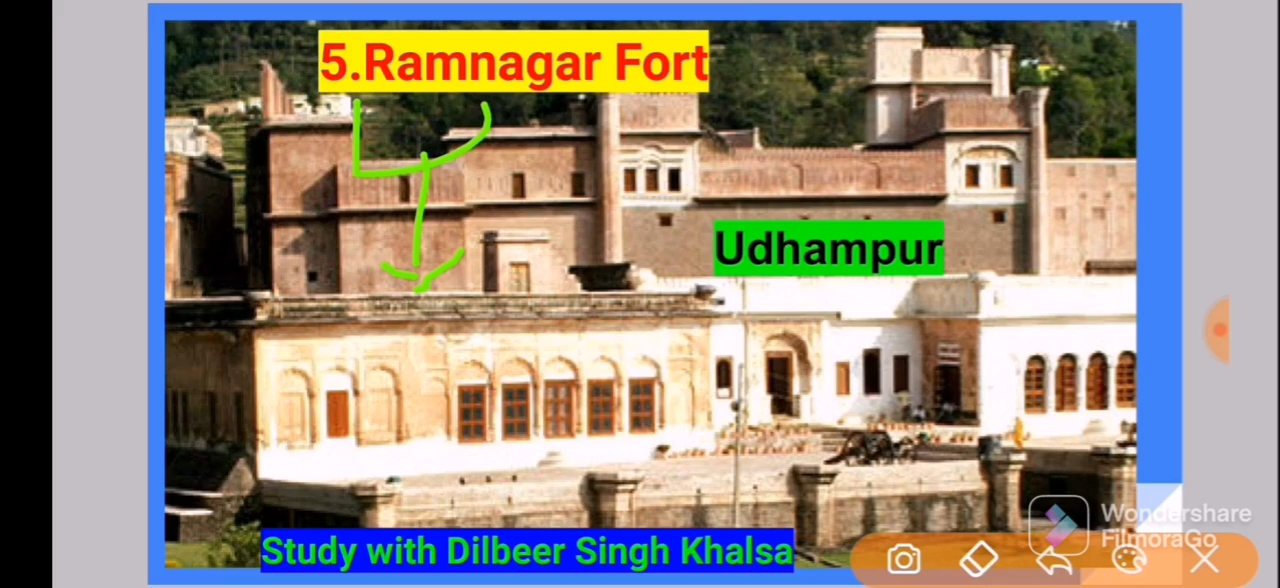 5.Ramnagar Fort
Udhampur
Study with Dilbeer Singh Khalsa
Wondershare
FilmoraGo